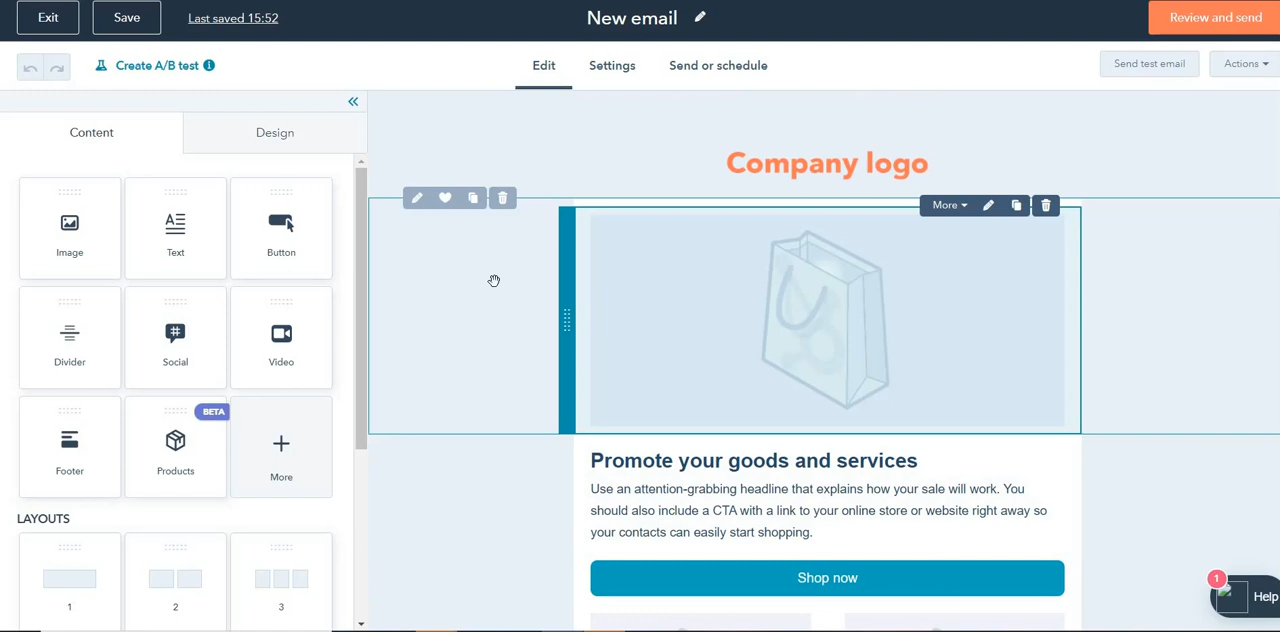 Exit
Save
Last saved 15:52
New email
Review and send
Create A/B test
Edit
Settings
Send or schedule
Send test email
Actions
Content
Design
Image
Text
Button
Divider
Social
Video
Footer
BETA
Products
More
LAYOUTS
1
2
3
Company logo
More
Promote your goods and services
Use an attention-grabbing headline that explains how your sale will work. You
should also include a CTA with a link to your online store or website right away so
your contacts can easily start shopping.
Shop now
1
Help